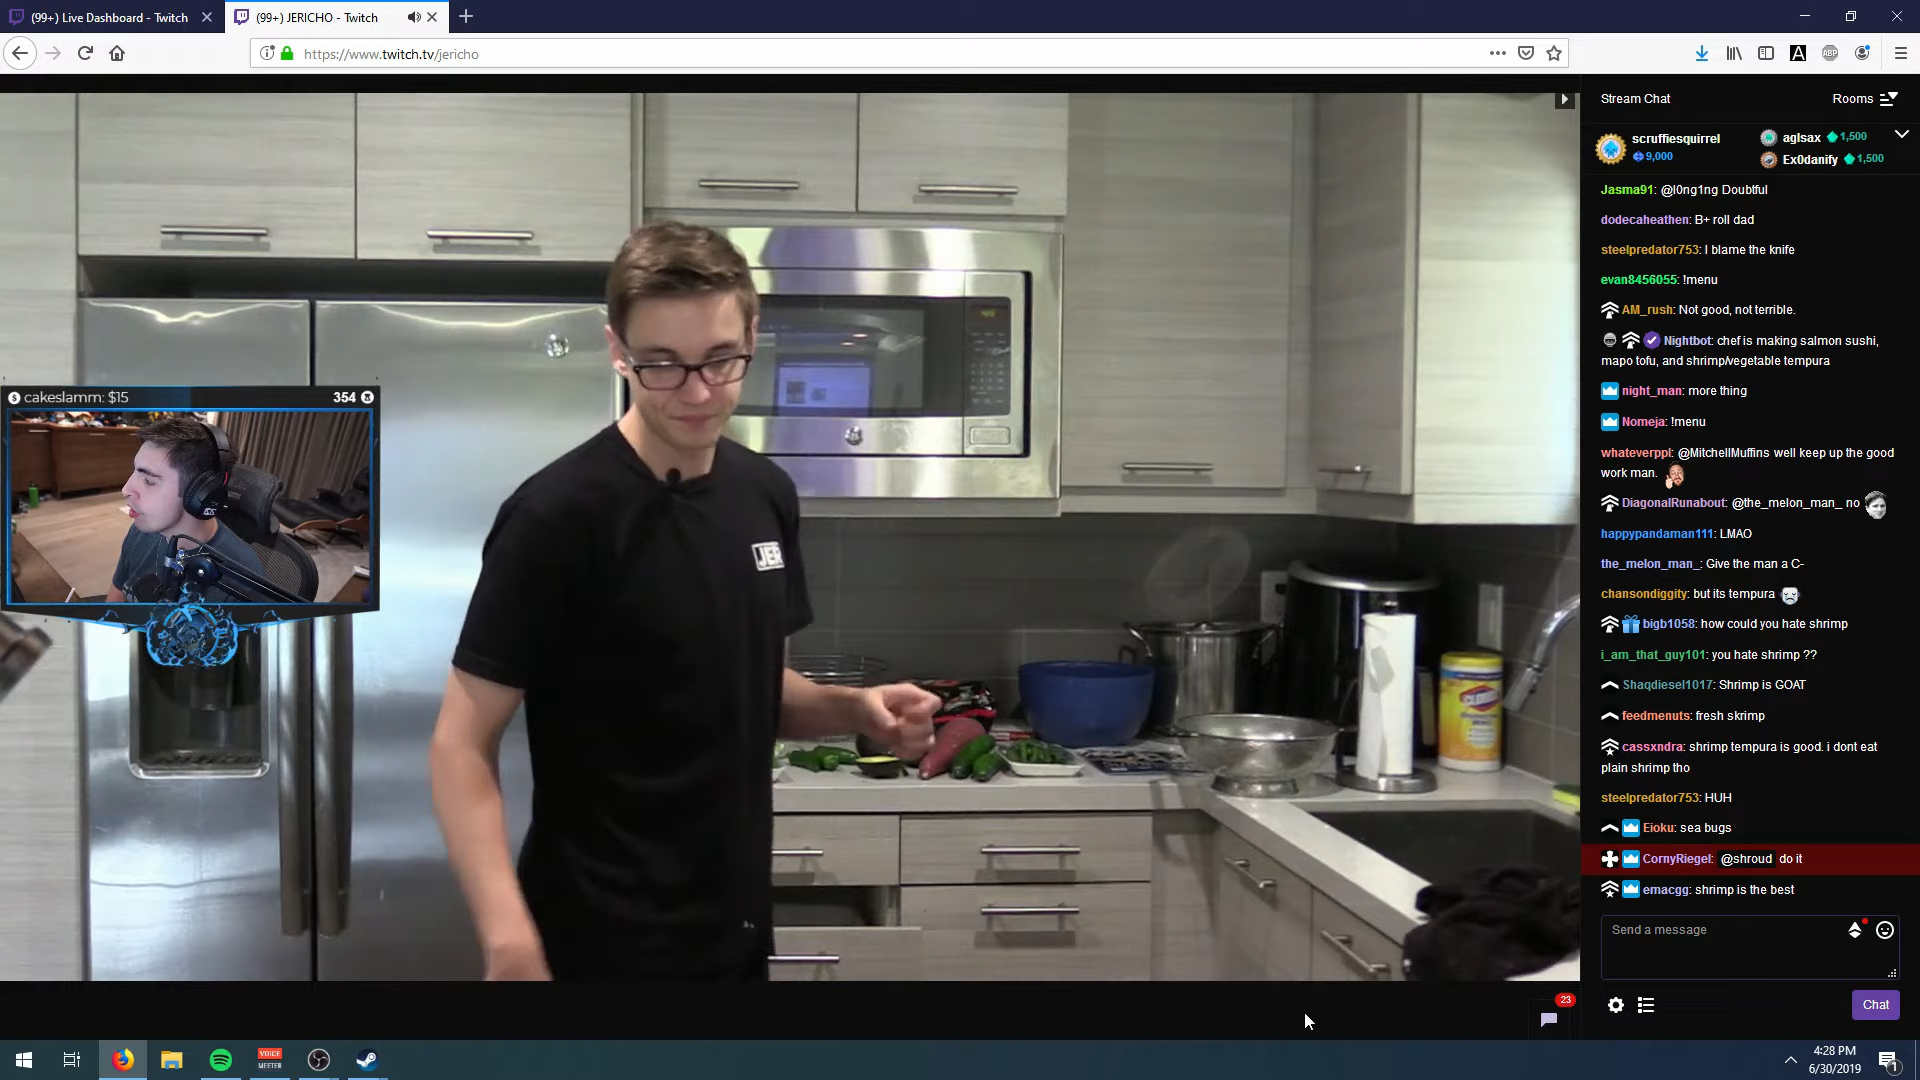 (99+) Live Dashboard - Twitch
(99+) JERICHO - Twitch
https://www.twitch.tv/jericho
A
ABP
Stream Chat
Rooms
scruffiesquirrel
9,000
aglsax 1,500
Ex0danify 1,500
Jasma91: @l0ng1ng Doubtful
dodecaheathen: B+ roll dad
steelpredator753: I blame the knife
evan8456055: !menu
AM_rush: Not good, not terrible.
Nightbot: chef is making salmon sushi,
mapo tofu, and shrimp/vegetable tempura
night_man: more thing
Nomeja: !menu
whateverppl: @MitchellMuffins well keep up the good
work man.
DiagonalRunabout: @the_melon_man_ no
happypandaman111: LMAO
the_melon_man_: Give the man a C-
chansondiggity: but its tempura
bigb1058: how could you hate shrimp
i_am_that_guy101: you hate shrimp ??
Shaqdiesel1017: Shrimp is GOAT
feedmenuts: fresh skrimp
cassxndra: shrimp tempura is good. i dont eat
plain shrimp tho
steelpredator753: HUH
Eioku: sea bugs
CornyRiegel: @shroud do it
emacgg: shrimp is the best
Send a message
Chat
23
cakeslamm: $15
354
JER
VOICE
MEETER
4:28 PM
6/30/2019
1